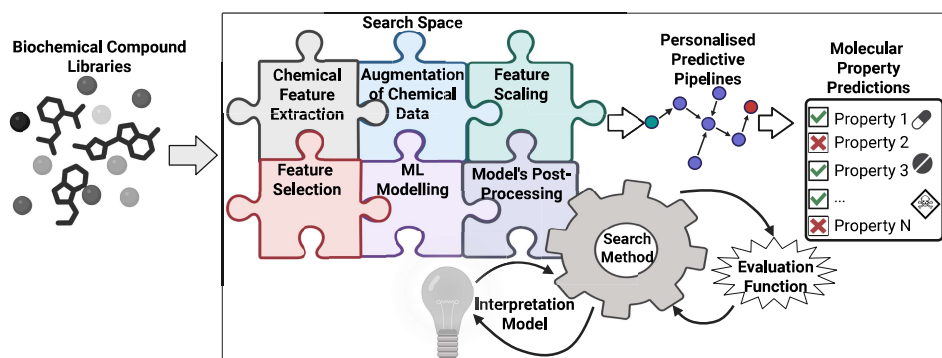 Biochemical Compound
Libraries
Search Space
Chemical
Feature
Extraction
Augmentation
of Chemical
Data
Feature
Scaling
Feature
Selection
ML
Modelling
Model's Post-
Processing
Personalised
Predictive
Pipelines
Search
Method
Interpretation
Model
Evaluation
Function
Molecular
Property
Predictions
Property 1
Property 2
Property 3
...
Property N